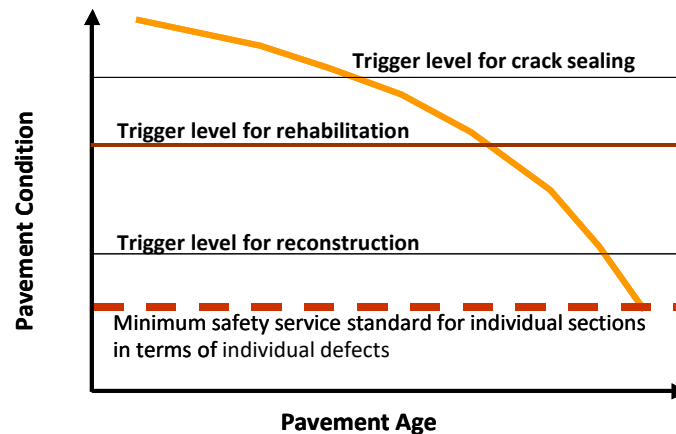 Trigger level for crack sealing
Trigger level for rehabilitation
Trigger level for reconstruction
Minimum safety service standard for individual sections
in terms of individual defects
Pavement Condition
Pavement Age